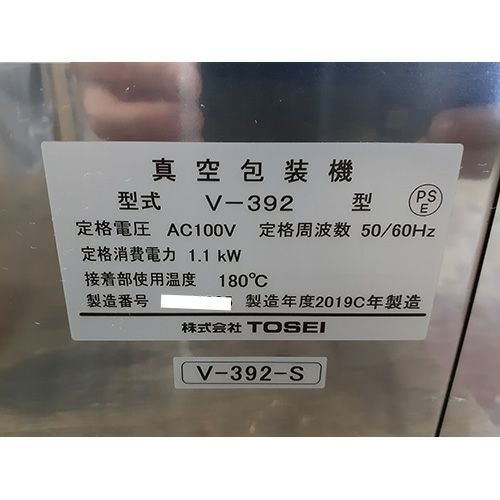 真空包装機
型式 V-392 型 PSE
定格電圧 AC100V 定格周波数 50/60Hz
定格消費電力 1.1 kW
接着部使用温度 180℃
製造番号 製造年度2019C年製造
株式会社 TOSEI
V-392-S